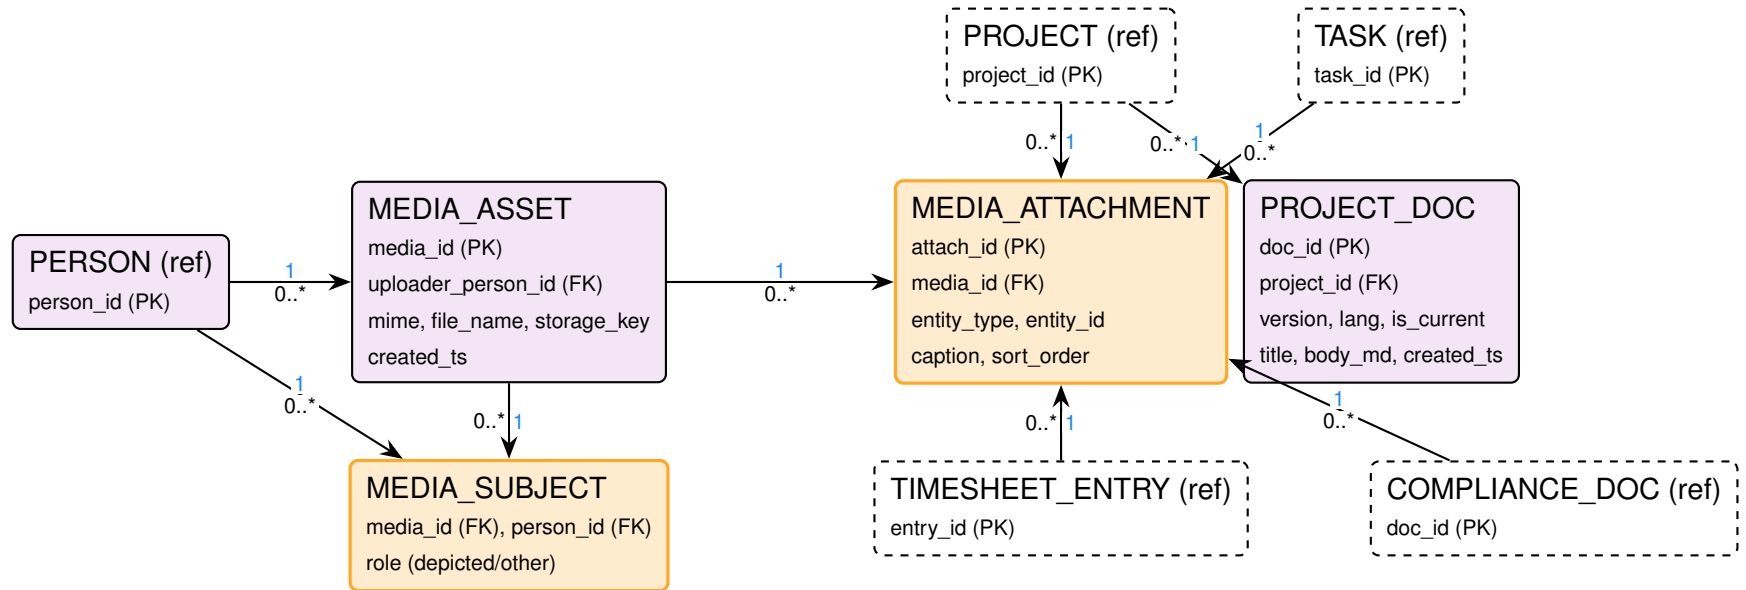 PROJECT (ref)
project_id (PK)
TASK (ref)
task_id (PK)
0..* 1
0..* 1
1
0..*
PERSON (ref)
person_id (PK)
1
0..*
MEDIA_ASSET
media_id (PK)
uploader_person_id (FK)
mime, file_name, storage_key
created_ts
1
0..*
MEDIA_ATTACHMENT
attach_id (PK)
media_id (FK)
entity_type, entity_id
caption, sort_order
PROJECT_DOC
doc_id (PK)
project_id (FK)
version, lang, is_current
title, body_md, created_ts
1
0..*
0..* 1
0..* 1
1
0..*
MEDIA_SUBJECT
media_id (FK), person_id (FK)
role (depicted/other)
TIMESHEET_ENTRY (ref)
entry_id (PK)
COMPLIANCE_DOC (ref)
doc_id (PK)